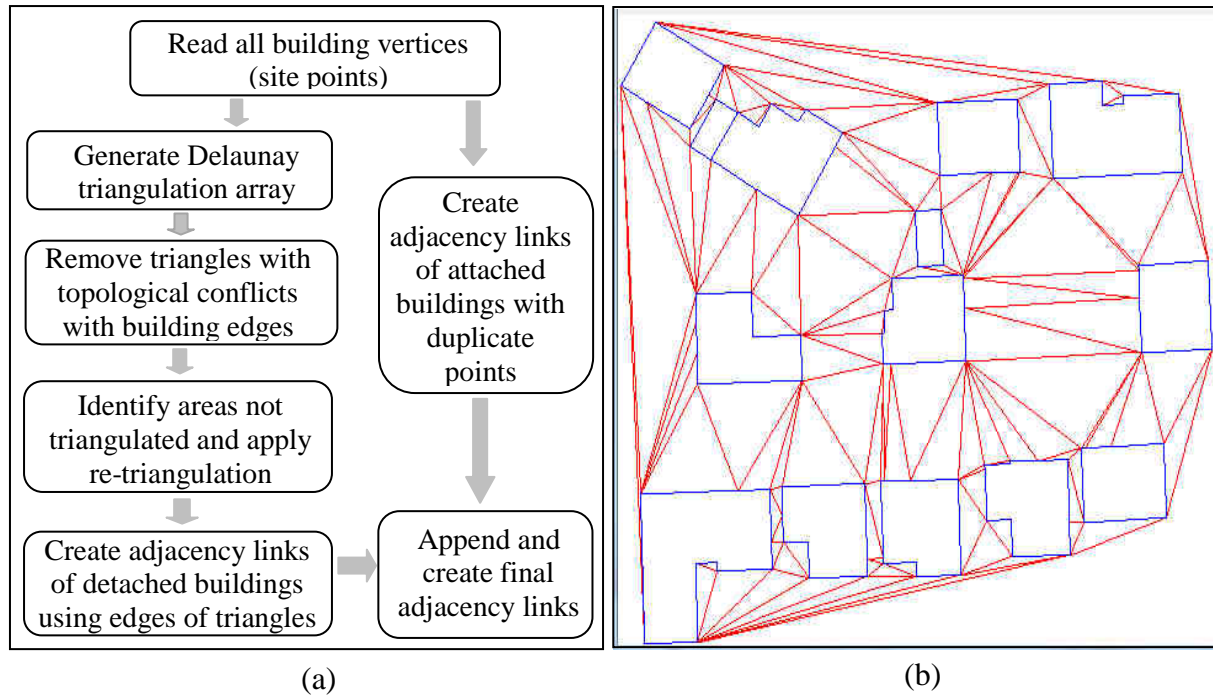 Read all building vertices
(site points)
Generate Delaunay
triangulation array
Remove triangles with
topological conflicts
with building edges
Identify areas not
triangulated and apply
re-triangulation
Create adjacency links
of detached buildings
using edges of triangles
Create
adjacency links
of attached
buildings with
duplicate
points
Append and
create final
adjacency links
(a)
(b)